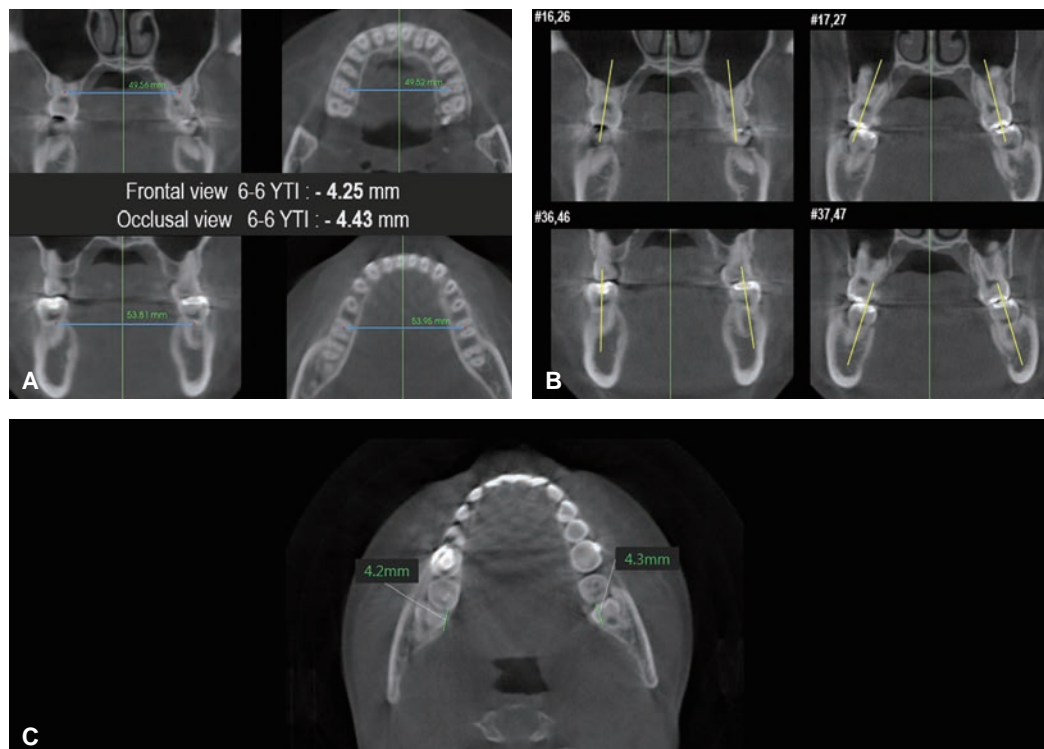 49.56 mm
49.52 mm
Frontal view 6-6 YTI : - 4.25 mm
Occlusal view 6-6 YTI : - 4.43 mm
53.81 mm
53.95 mm
A
#16,26
#17,27
#36,46
#37,47
B
4.2mm
4.3mm
C